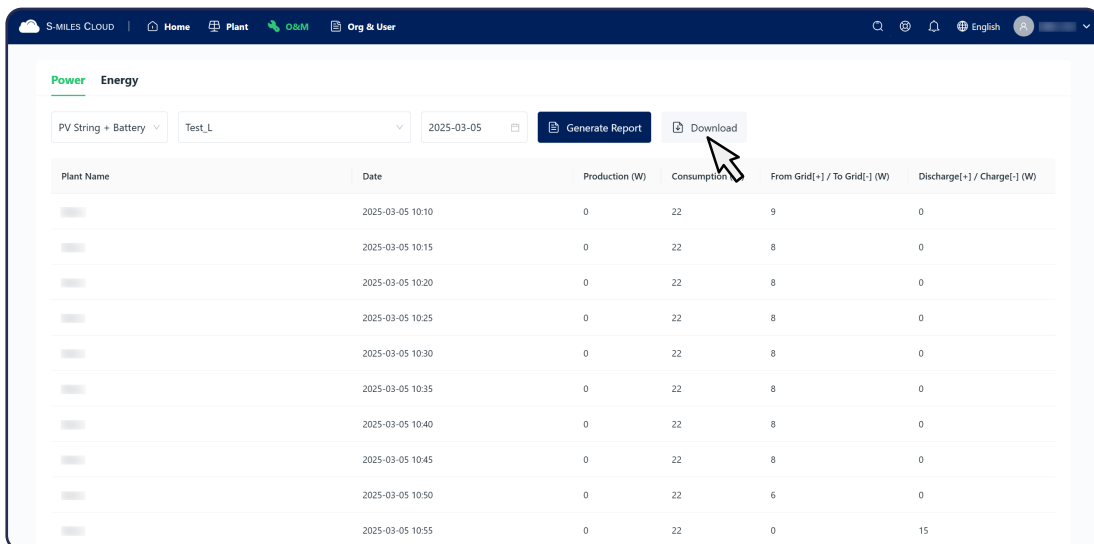 S-MILES CLOUD | Home Plant O&M Org & User English A
Power Energy
PV String + Battery Test_L 2025-03-05 Generate Report Download
Plant Name Date Production (W) Consumption From Grid[+] / To Grid[-] (W) Discharge[+] / Charge[-] (W)
2025-03-05 10:10 0 22 9 0
2025-03-05 10:15 0 22 8 0
2025-03-05 10:20 0 22 8 0
2025-03-05 10:25 0 22 8 0
2025-03-05 10:30 0 22 8 0
2025-03-05 10:35 0 22 8 0
2025-03-05 10:40 0 22 8 0
2025-03-05 10:45 0 22 8 0
2025-03-05 10:50 0 22 6 0
2025-03-05 10:55 0 22 0 15